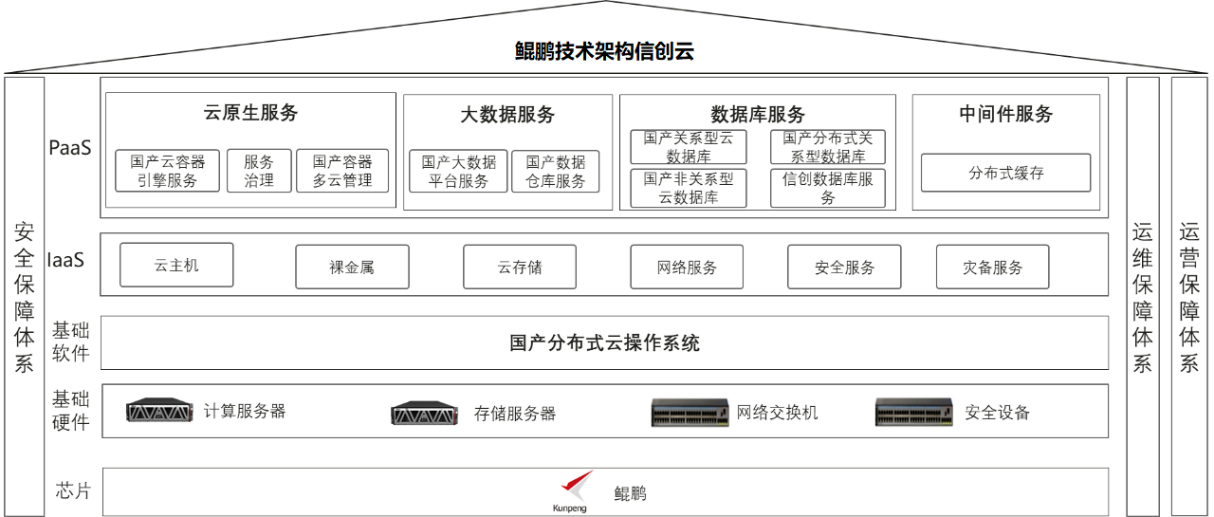 鲲鹏技术架构信创云
安全保障体系
PaaS
云原生服务
国产云容器
引擎服务
服务
治理
国产容器
多云管理
大数据服务
国产大数据
平台服务
国产数据
仓库服务
数据库服务
国产关系型云
数据库
国产分布式关
系型数据库
国产非关系型
云数据库
信创数据库服
务
中间件服务
分布式缓存
IaaS
云主机
裸金属
云存储
网络服务
安全服务
灾备服务
基础
软件
国产分布式云操作系统
基础
硬件
计算服务器
存储服务器
网络交换机
安全设备
芯片
Kunpeng
鲲鹏
运维保障体系
运营保障体系